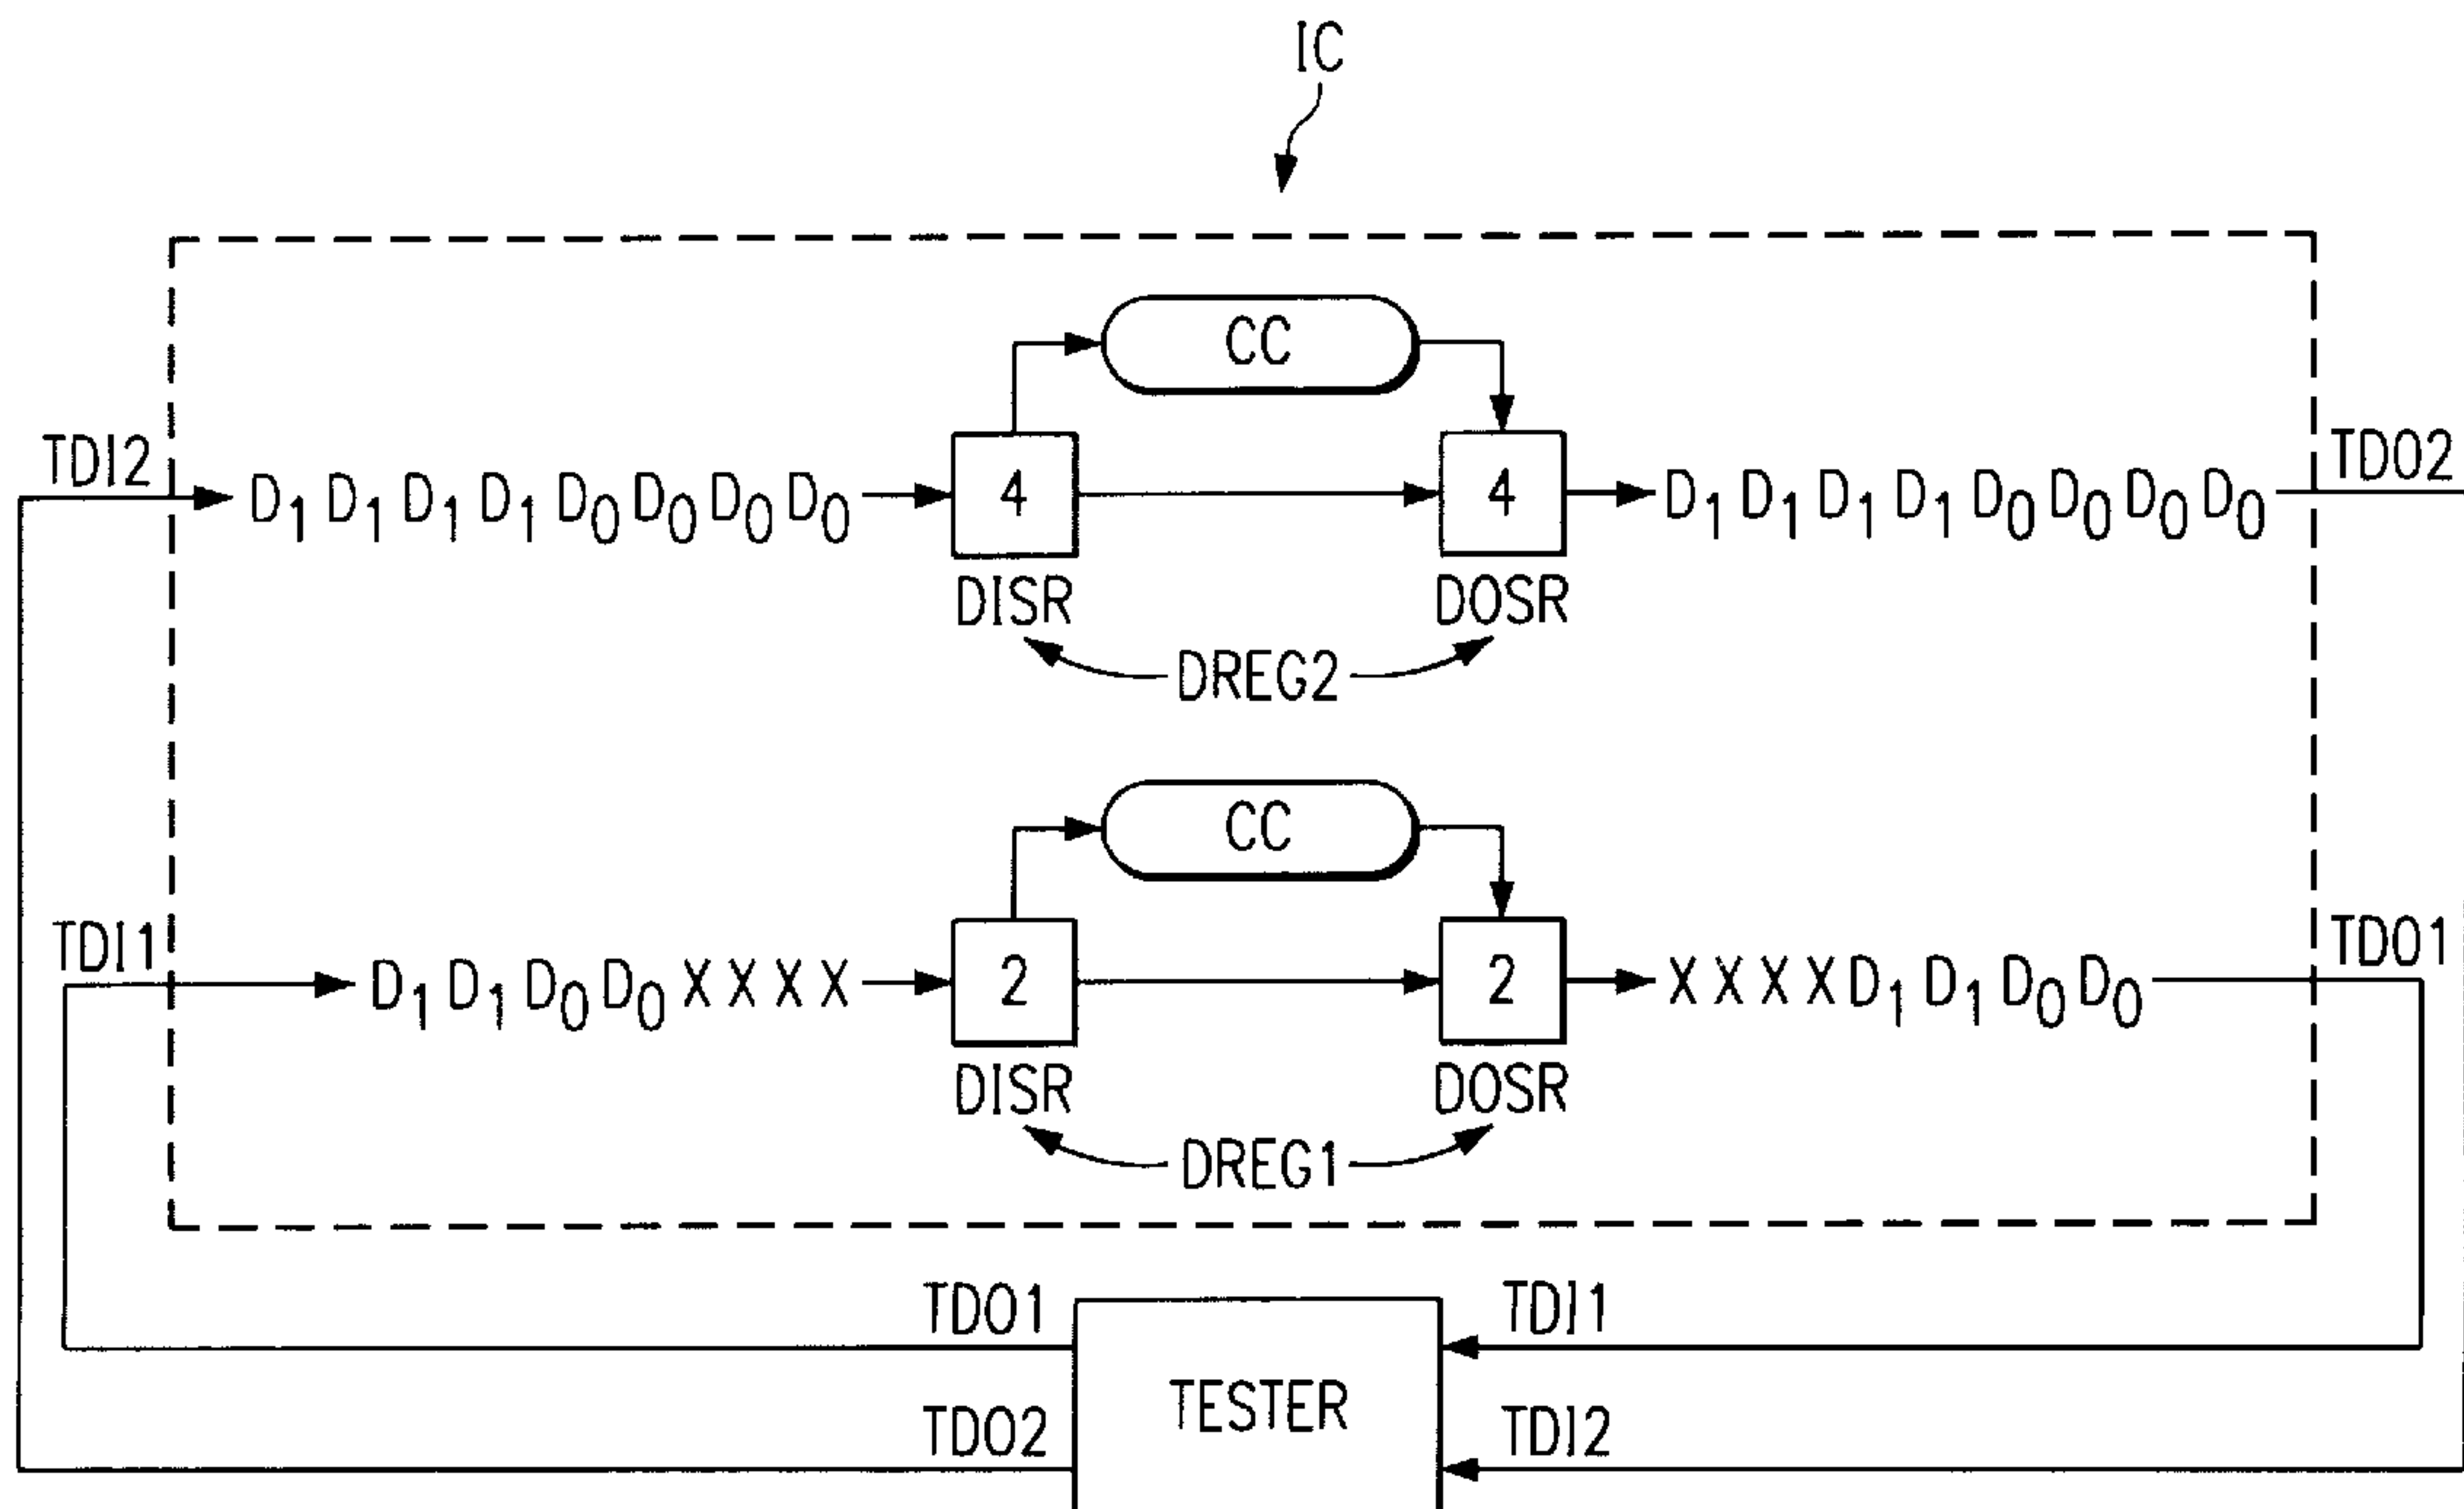 IC
CC
TDI2 D1 D1 D1 D1 D0 D0 D0 D0 4 4 D1 D1 D1 D1 D0 D0 D0 D0 TDO2
DISR DOSR
DREG2
CC
TDI1 D1 D1 D0 D0 X X X X 2 2 X X X X D1 D1 D0 D0 TDO1
DISR DOSR
DREG1
TDO1 TDI1
TESTER
TDO2 TDI2